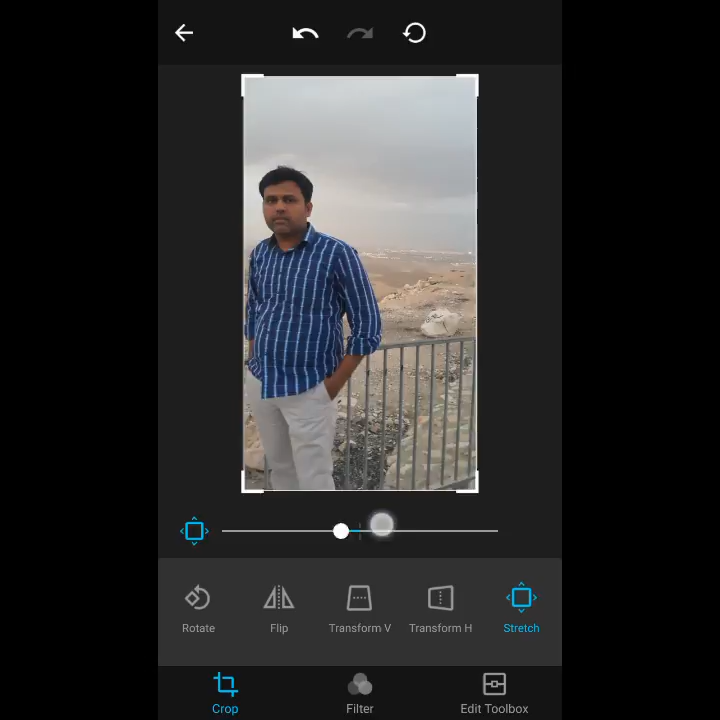 Rotate
Flip
Transform V
Transform H
Stretch
Crop
Filter
Edit Toolbox